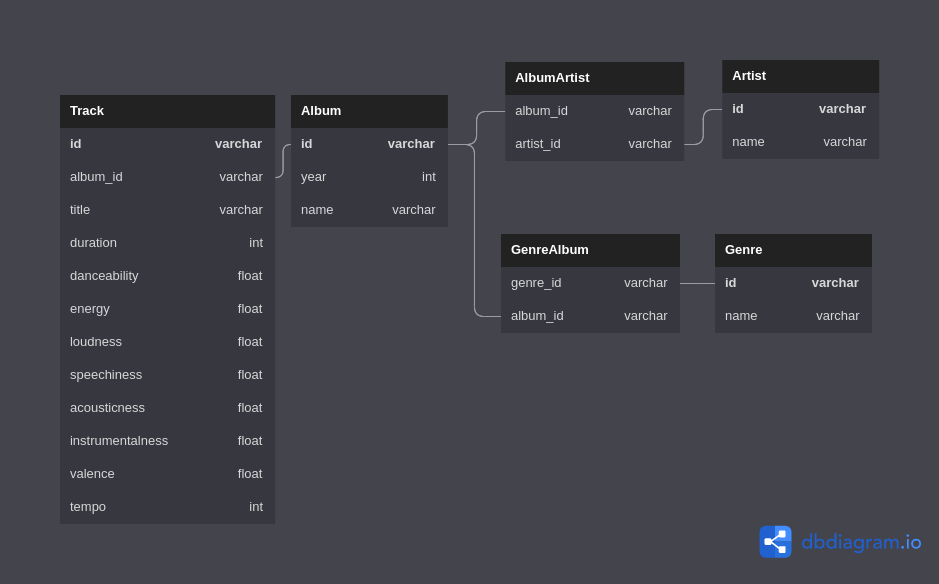 Track
id varchar
album_id varchar
title varchar
duration int
danceability float
energy float
loudness float
speechiness float
acousticness float
instrumentalness float
valence float
tempo int
Album
id varchar
year int
name varchar
AlbumArtist
album_id varchar
artist_id varchar
Artist
id varchar
name varchar
GenreAlbum
genre_id varchar
album_id varchar
Genre
id varchar
name varchar
dbdiagram.io